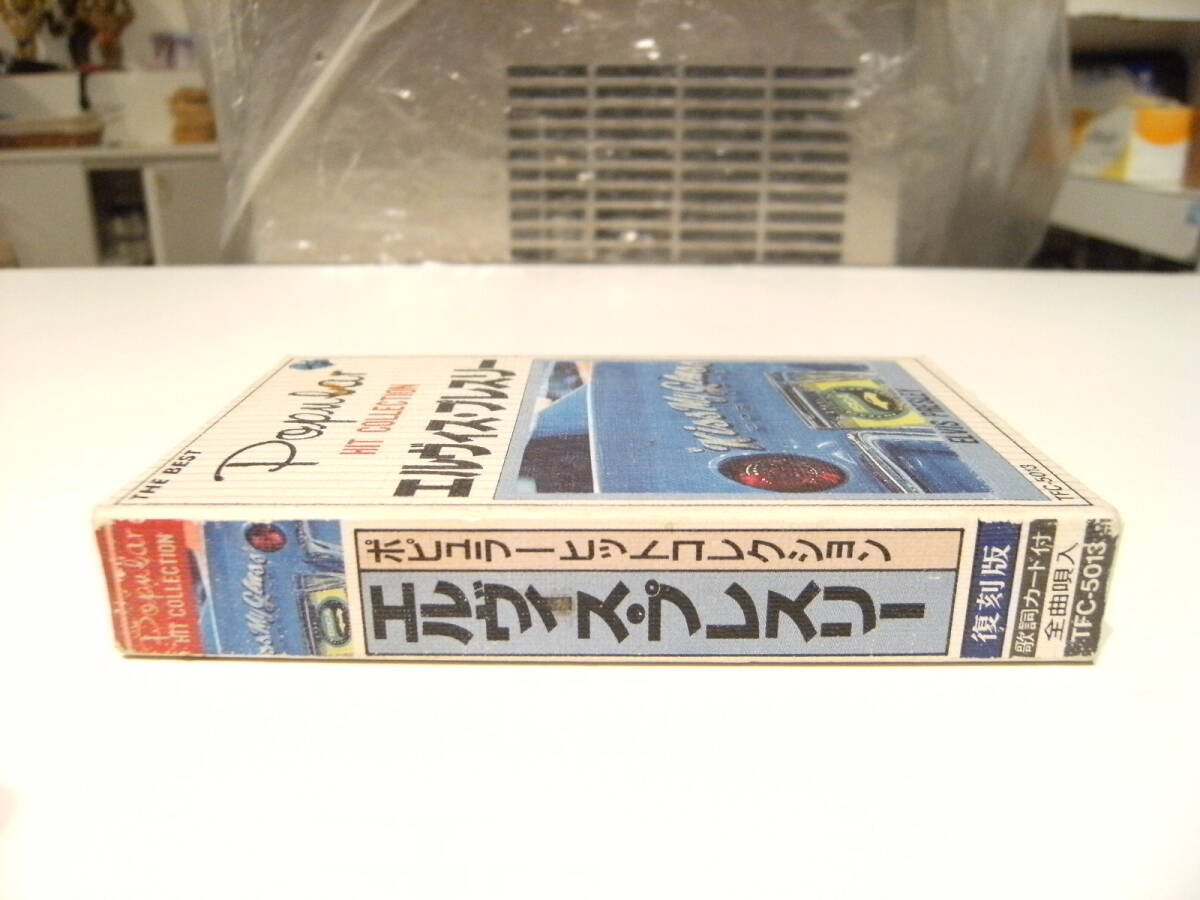 THE BEST
Popular
HIT COLLECTION
エルヴィス・プレスリー
Kiss My Glass
ELVIS PRESLEY
TFC-5013
Popular
HIT COLLECTION
ポピュラーヒットコレクション
エルヴィス・プレスリー
復刻版
歌詞カード付
全曲唄入
TFC-5013